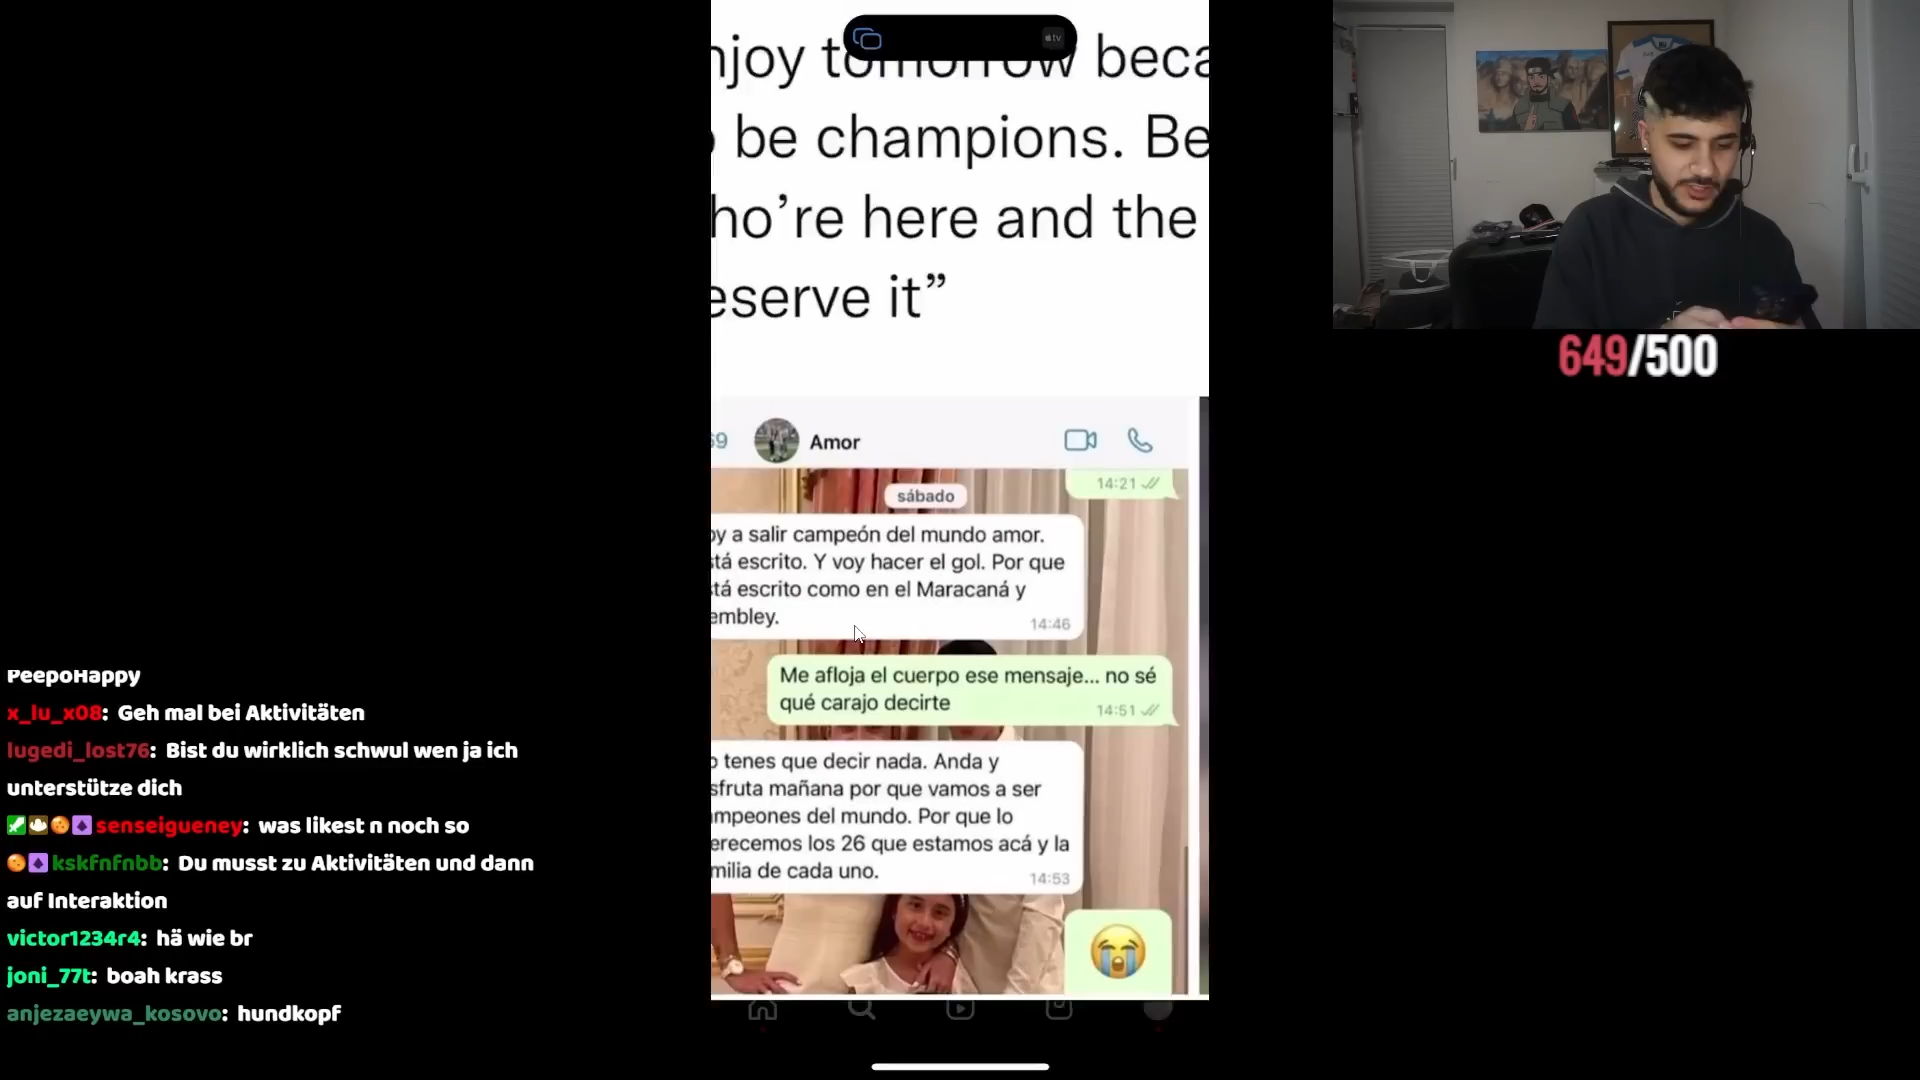 njoy tomorrow beca
be champions. Be
ho're here and the
eserve it”
tv
69
Amor
14:21
sábado
oy a salir campeón del mundo amor.
tá escrito. Y voy hacer el gol. Por que
tá escrito como en el Maracaná y
embley.
14:46
Me afloja el cuerpo ese mensaje... no sé
qué carajo decirte
14:51
o tenes que decir nada. Anda y
sfruta mañana por que vamos a ser
mpeones del mundo. Por que lo
erecemos los 26 que estamos acá y la
milia de cada uno.
14:53
649/500
PeepoHappy
x_lu_x08: Geh mal bei Aktivitäten
lugedi_lost76: Bist du wirklich schwul wen ja ich
unterstütze dich
senseigueney: was likest n noch so
kskfnfnbb: Du musst zu Aktivitäten und dann
auf Interaktion
victor1234r4: hä wie br
joni_77t: boah krass
anjezaeywa_kosovo: hundkopf